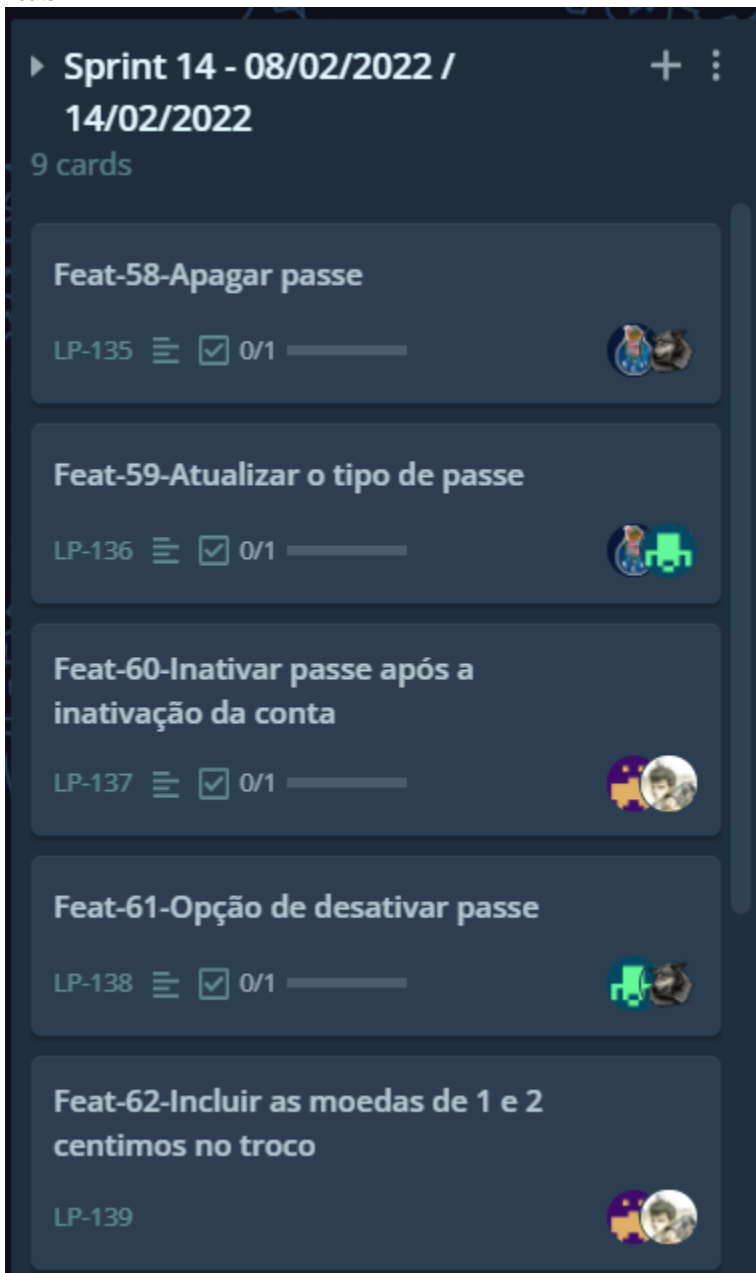 Sprint 14 - 08/02/2022 /
14/02/2022
9 cards
Feat-58-Apagar passe
LP-135 0/1
Feat-59-Atualizar o tipo de passe
LP-136 0/1
Feat-60-Inativar passe após a
inativação da conta
LP-137 0/1
Feat-61-Opção de desativar passe
LP-138 0/1
Feat-62-Incluir as moedas de 1 e 2
centimos no troco
LP-139